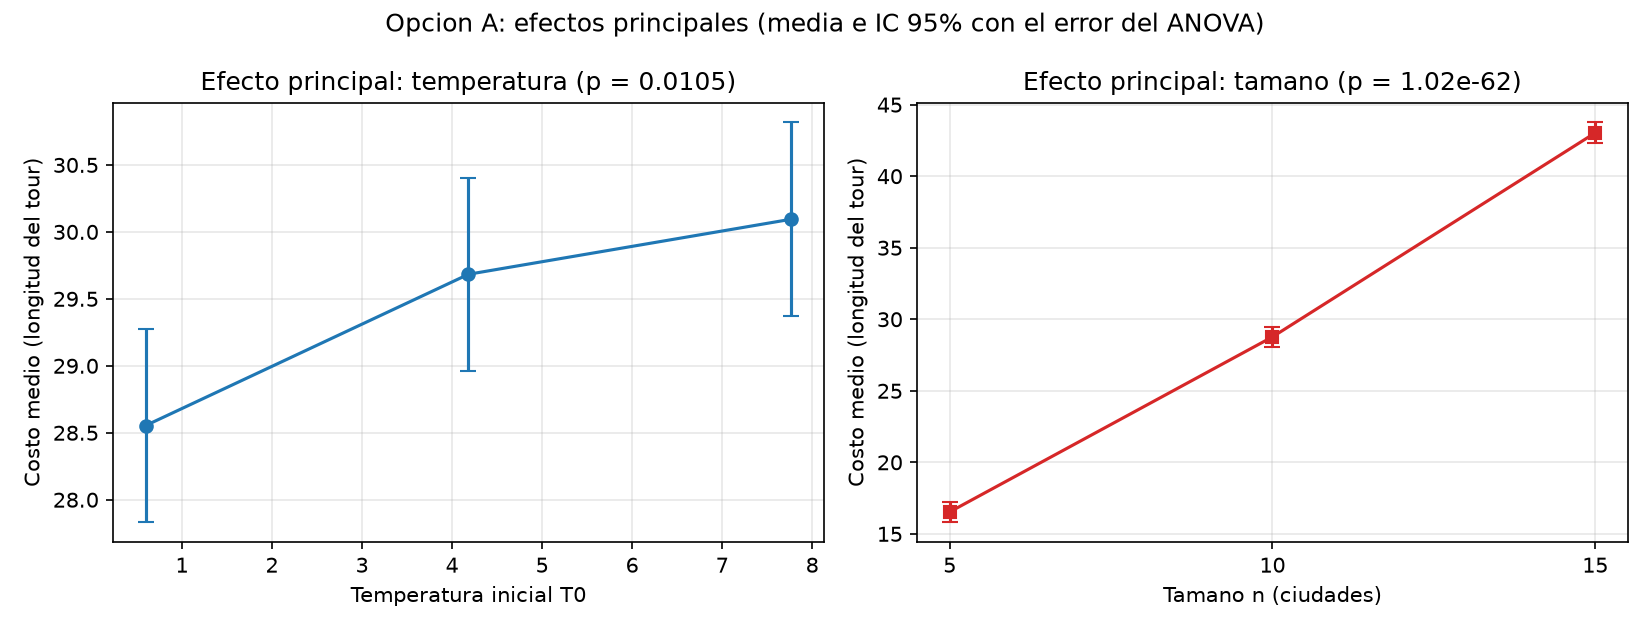 Opcion A: efectos principales (media e IC 95% con el error del ANOVA)
Efecto principal: temperatura (p = 0.0105)
Costo medio (longitud del tour)
30.5
30.0
29.5
29.0
28.5
28.0
1 2 3 4 5 6 7 8
Temperatura inicial T0
Efecto principal: tamano (p = 1.02e-62)
Costo medio (longitud del tour)
45
40
35
30
25
20
15
5 10 15
Tamano n (ciudades)